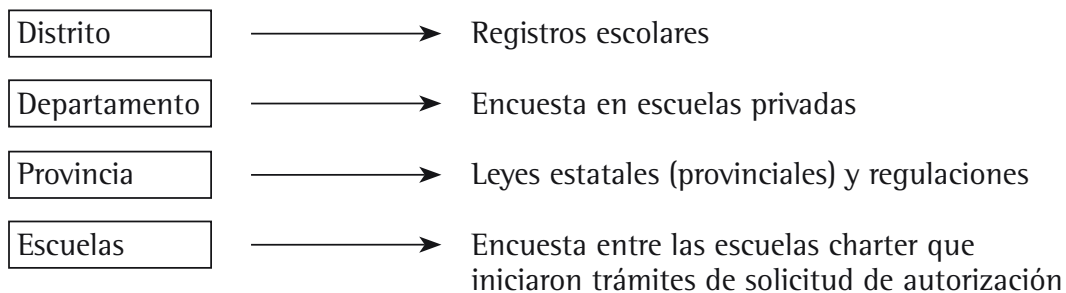 Distrito Registros escolares
Departamento Encuesta en escuelas privadas
Provincia Leyes estatales (provinciales) y regulaciones
Escuelas Encuesta entre las escuelas charter que
iniciaron trámites de solicitud de autorización